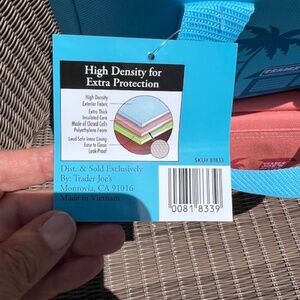 High Density for
Extra Protection
High Density
Exterior Fabric
Extra Thick
Insulated Core
Made of Closed Cells
Polyethylene Foam
Lead-Safe Inner Lining
Easy to Clean
Leak-Proof
SKU# 81833
Dist. & Sold Exclusively
By: Trader Joe's
Monrovia, CA 91016
Made in Vietnam
0081 8339